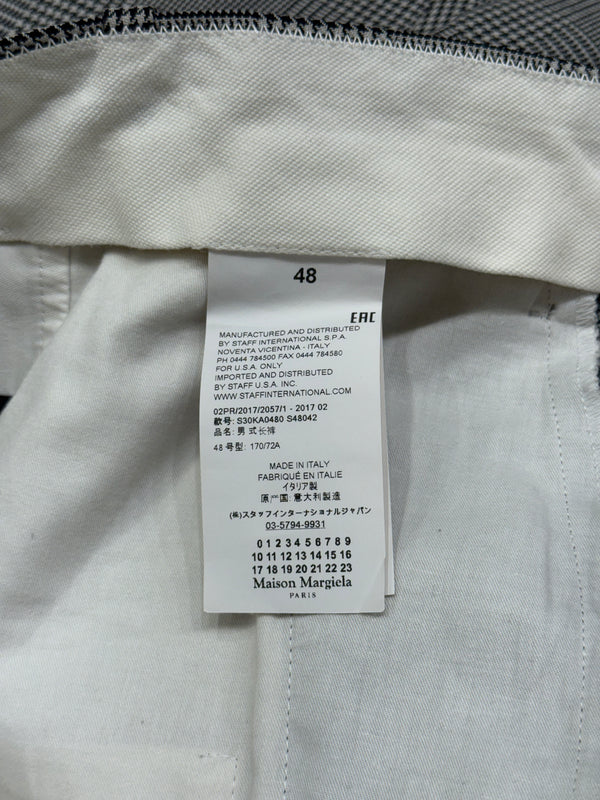 48
EAC
MANUFACTURED AND DISTRIBUTED
BY STAFF INTERNATIONAL S.P.A.
NOVENTA VICENTINA - ITALY
PH 0444 784500 FAX 0444 784580
FOR U.S.A. ONLY
IMPORTED AND DISTRIBUTED
BY STAFF U.S.A. INC.
WWW.STAFFINTERNATIONAL.COM
02PR/2017/2057/1 - 2017 02
款号: S30KA0480 S48042
品名: 男式长裤
48 号型: 170/72A
MADE IN ITALY
FABRIQUÉ EN ITALIE
イタリア製
原産国: 意大利製造
(株)スタッフインターナショナルジャパン
03-5794-9931
0 1 2 3 4 5 6 7 8 9
10 11 12 13 14 15 16
17 18 19 20 21 22 23
Maison Margiela
PARIS